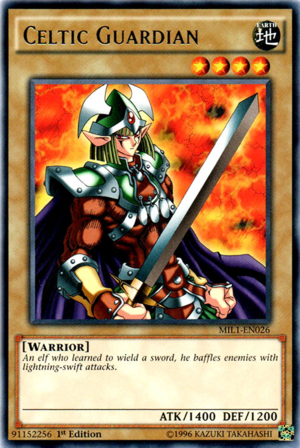 CELTIC GUARDIAN
EARTH
地
MIL1-EN026
[WARRIOR]
An elf who learned to wield a sword, he baffles enemies with
lightning-swift attacks.
ATK/1400 DEF/1200
91152256 1st Edition ©1996 KAZUKI TAKAHASHI